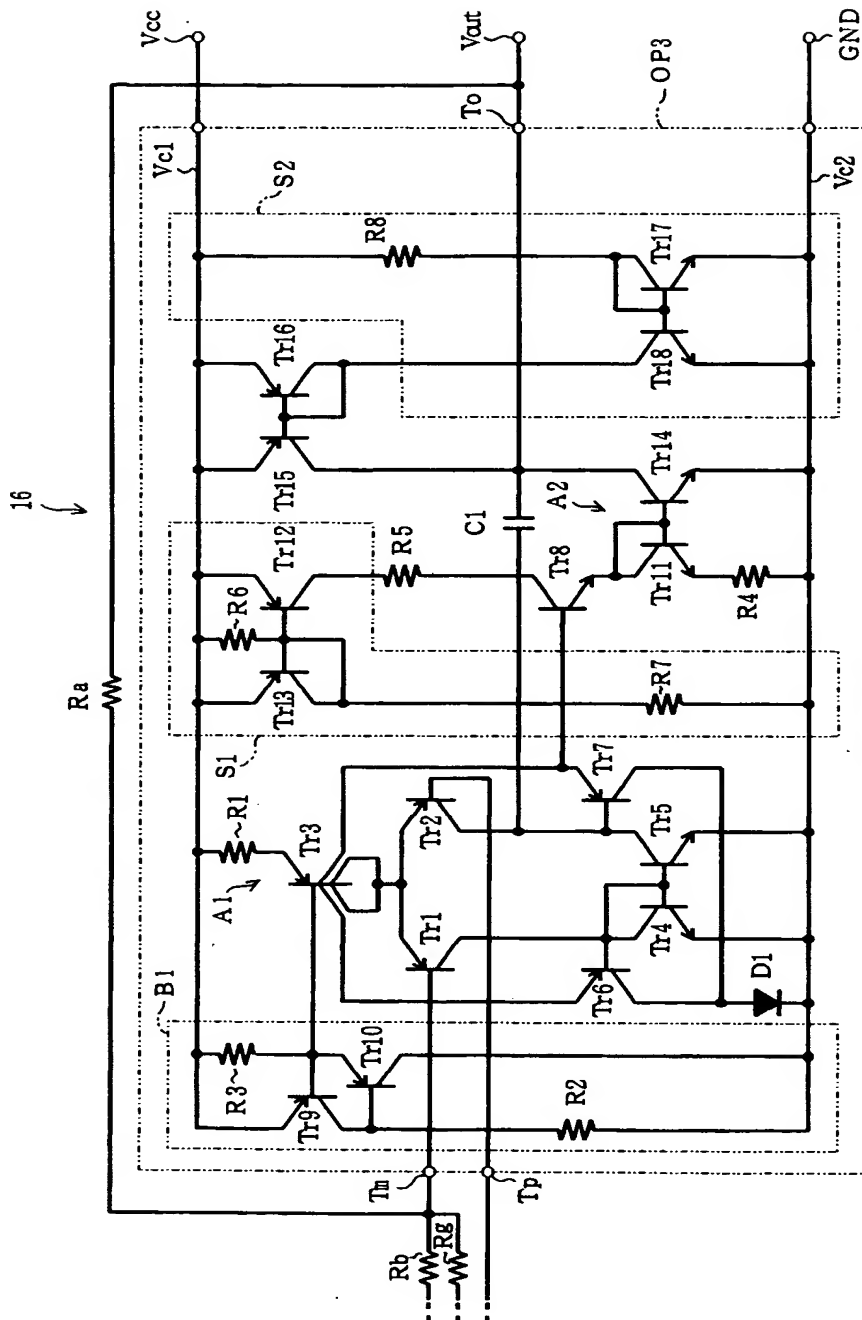 16
Vcc
Vout
GND
OP3
To
Vc1
Vc2
S2
R8
Tr17
Tr18
Tr16
Tr15
Tr14
A2
C1
Tr12
R5
Tr8
Tr11
R4
R6
Tr13
R7
Ra
S1
R1
Tr3
A1
Tr2
Tr7
Tr1
Tr5
Tr6
Tr4
D1
B1
R3
Tr10
Tr9
R2
Tm
Tp
Rb
Rg